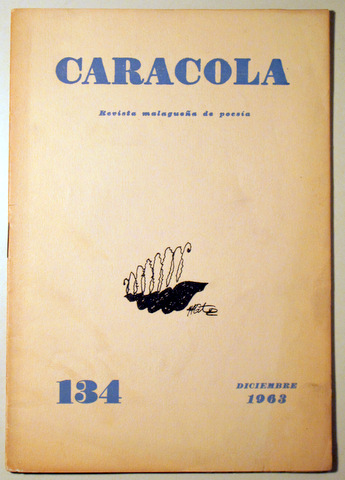 CARACOLA
Revista malagueña de poesía
134
DICIEMBRE
1963